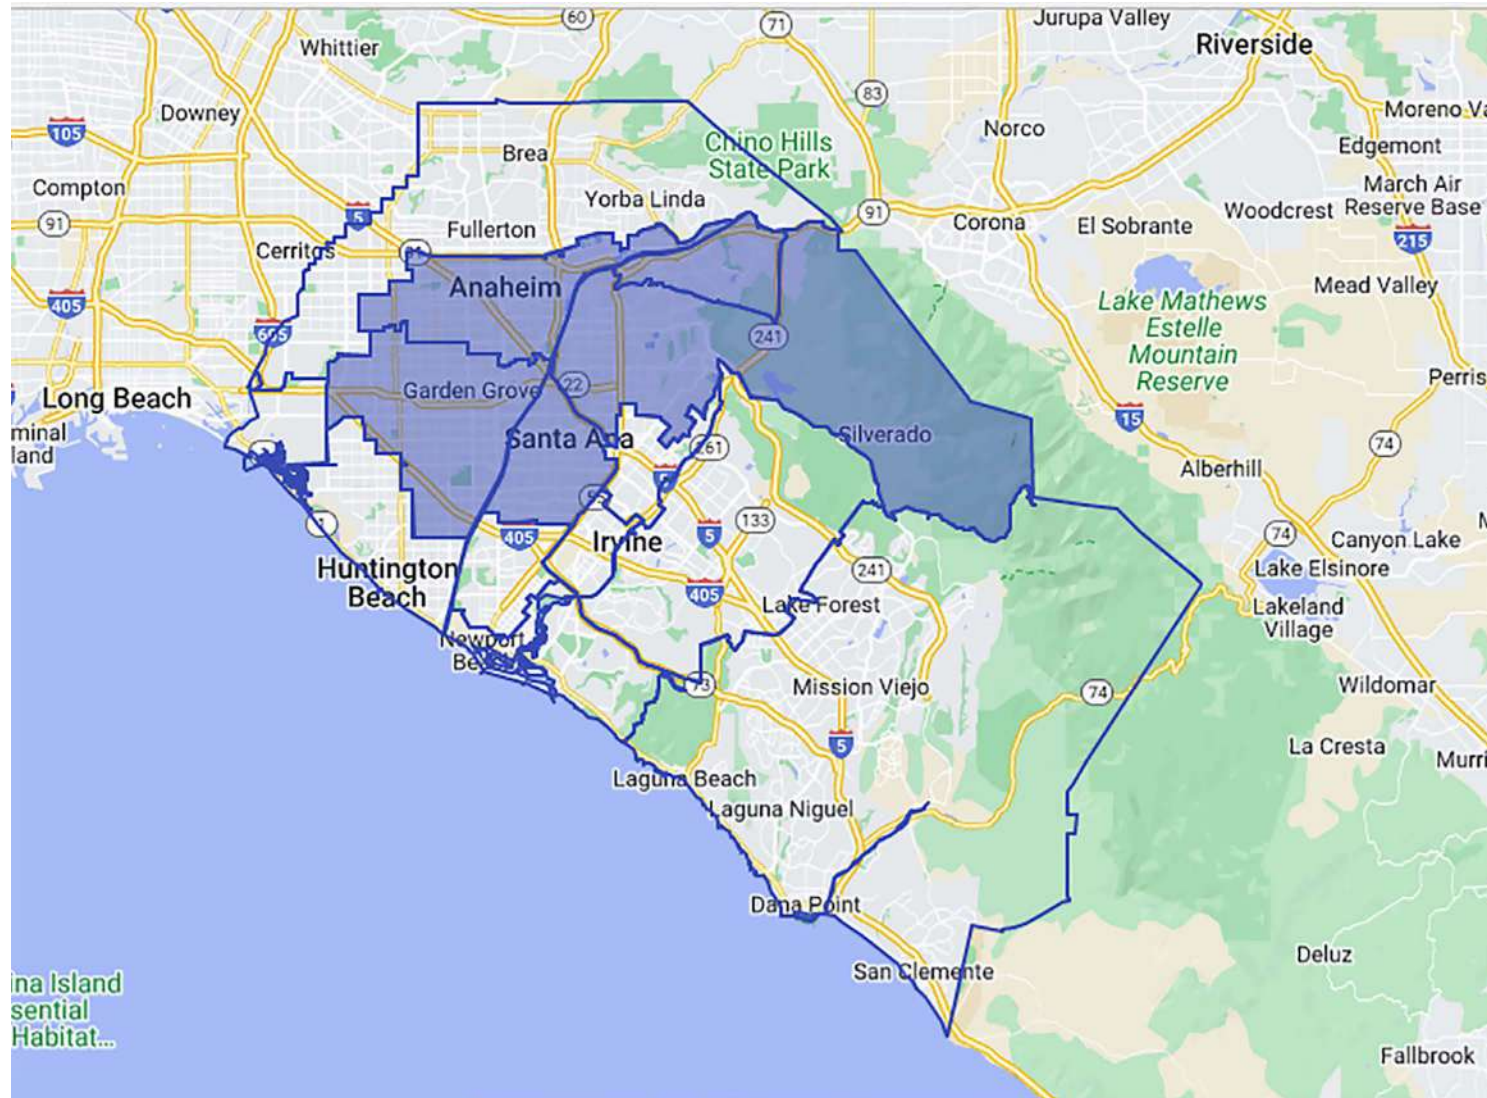 60
71
Jurupa Valley
Whittier
Riverside
83
Downey
Moreno Va
105
Norco
Chino Hills
State Park
Brea
Edgemont
Compton
March Air
Reserve Base
Yorba Linda
Woodcrest
5
91
91
91
Fullerton
Corona
El Sobrante
215
Cerritos
Anaheim
Mead Valley
405
Lake Mathews
Estelle
Mountain
Reserve
605
241
Perris
22
Garden Grove
Long Beach
15
minal
land
Santa Ana
Silverado
74
261
Alberhill
5
1
133
5
405
74
Irvine
Canyon Lake
Huntington
Beach
241
Lake Elsinore
405
Lake Forest
Lakeland
Village
Newport
Beach
73
Mission Viejo
74
Wildomar
5
La Cresta
Murri
Laguna Beach
Laguna Niguel
Dana Point
Deluz
San Clemente
ina Island
sential
Habitat...
Fallbrook